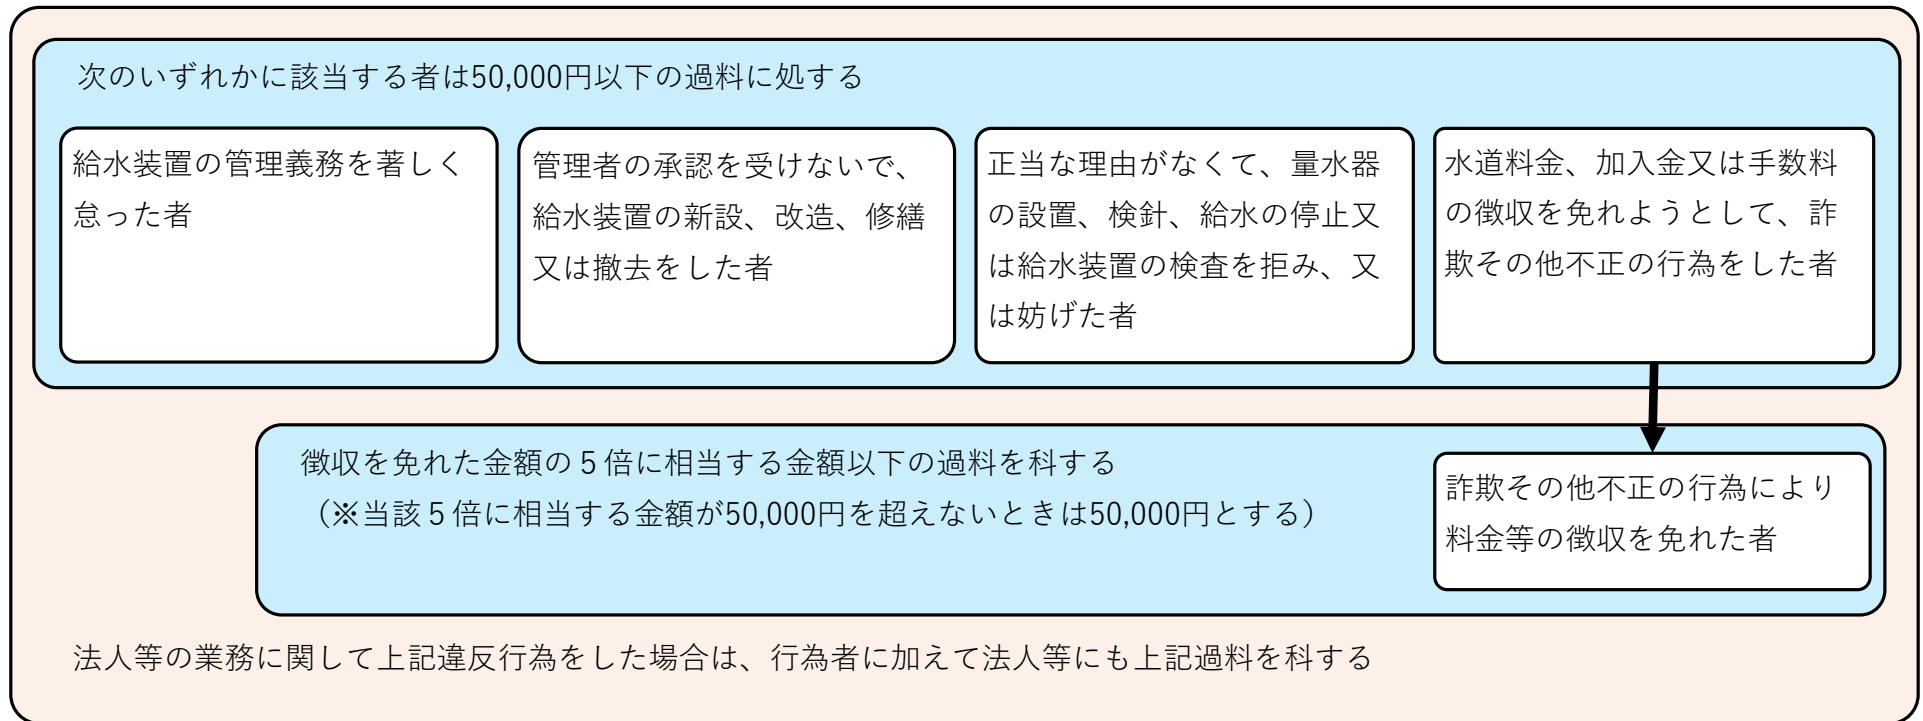 次のいずれかに該当する者は50,000円以下の過料に処する
給水装置の管理義務を著しく
怠った者
管理者の承認を受けないで、
給水装置の新設、改造、修繕
又は撤去をした者
正当な理由がなくて、量水器
の設置、検針、給水の停止又
は給水装置の検査を拒み、又
は妨げた者
水道料金、加入金又は手数料
の徴収を免れようとして、詐
欺その他不正の行為をした者
徴収を免れた金額の５倍に相当する金額以下の過料を科する
（※当該５倍に相当する金額が50,000円を超えないときは50,000円とする）
詐欺その他不正の行為により
料金等の徴収を免れた者
法人等の業務に関して上記違反行為をした場合は、行為者に加えて法人等にも上記過料を科する